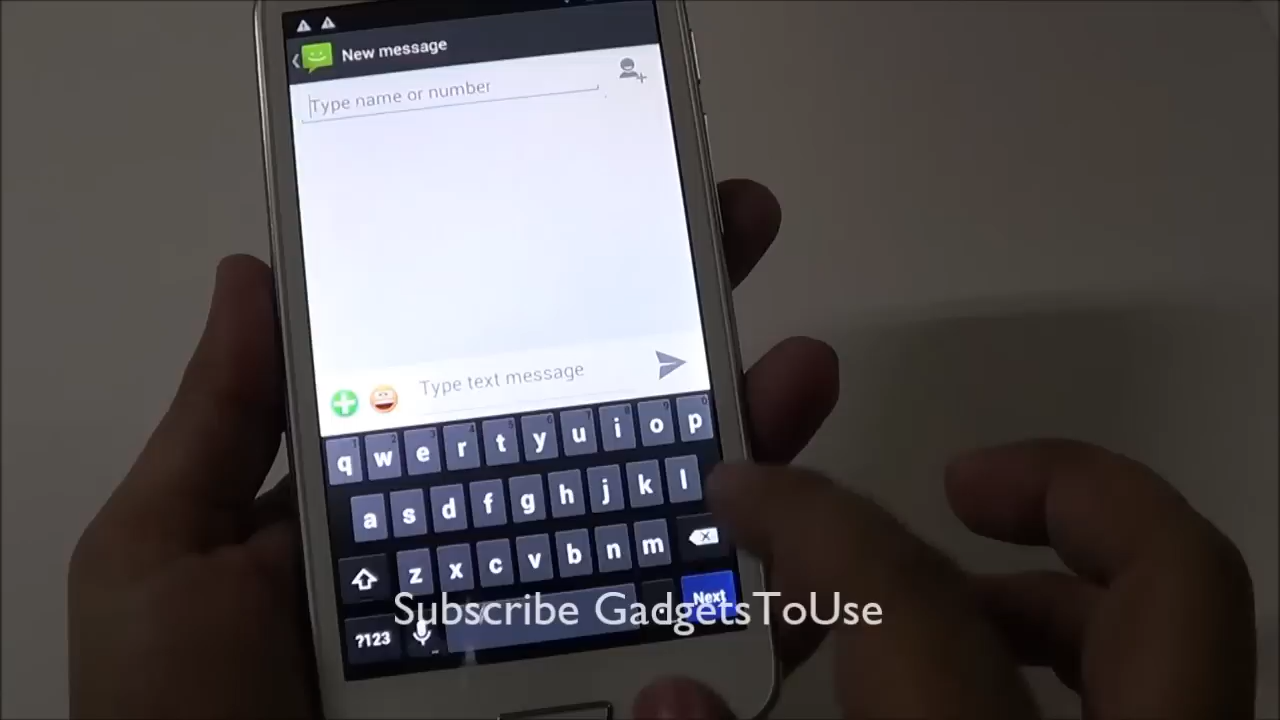 New message
Type name or number
Type text message
q w e r t y u i o p
a s d f g h j k l
z x c v b n m
?123 Next
Subscribe GadgetsToUse